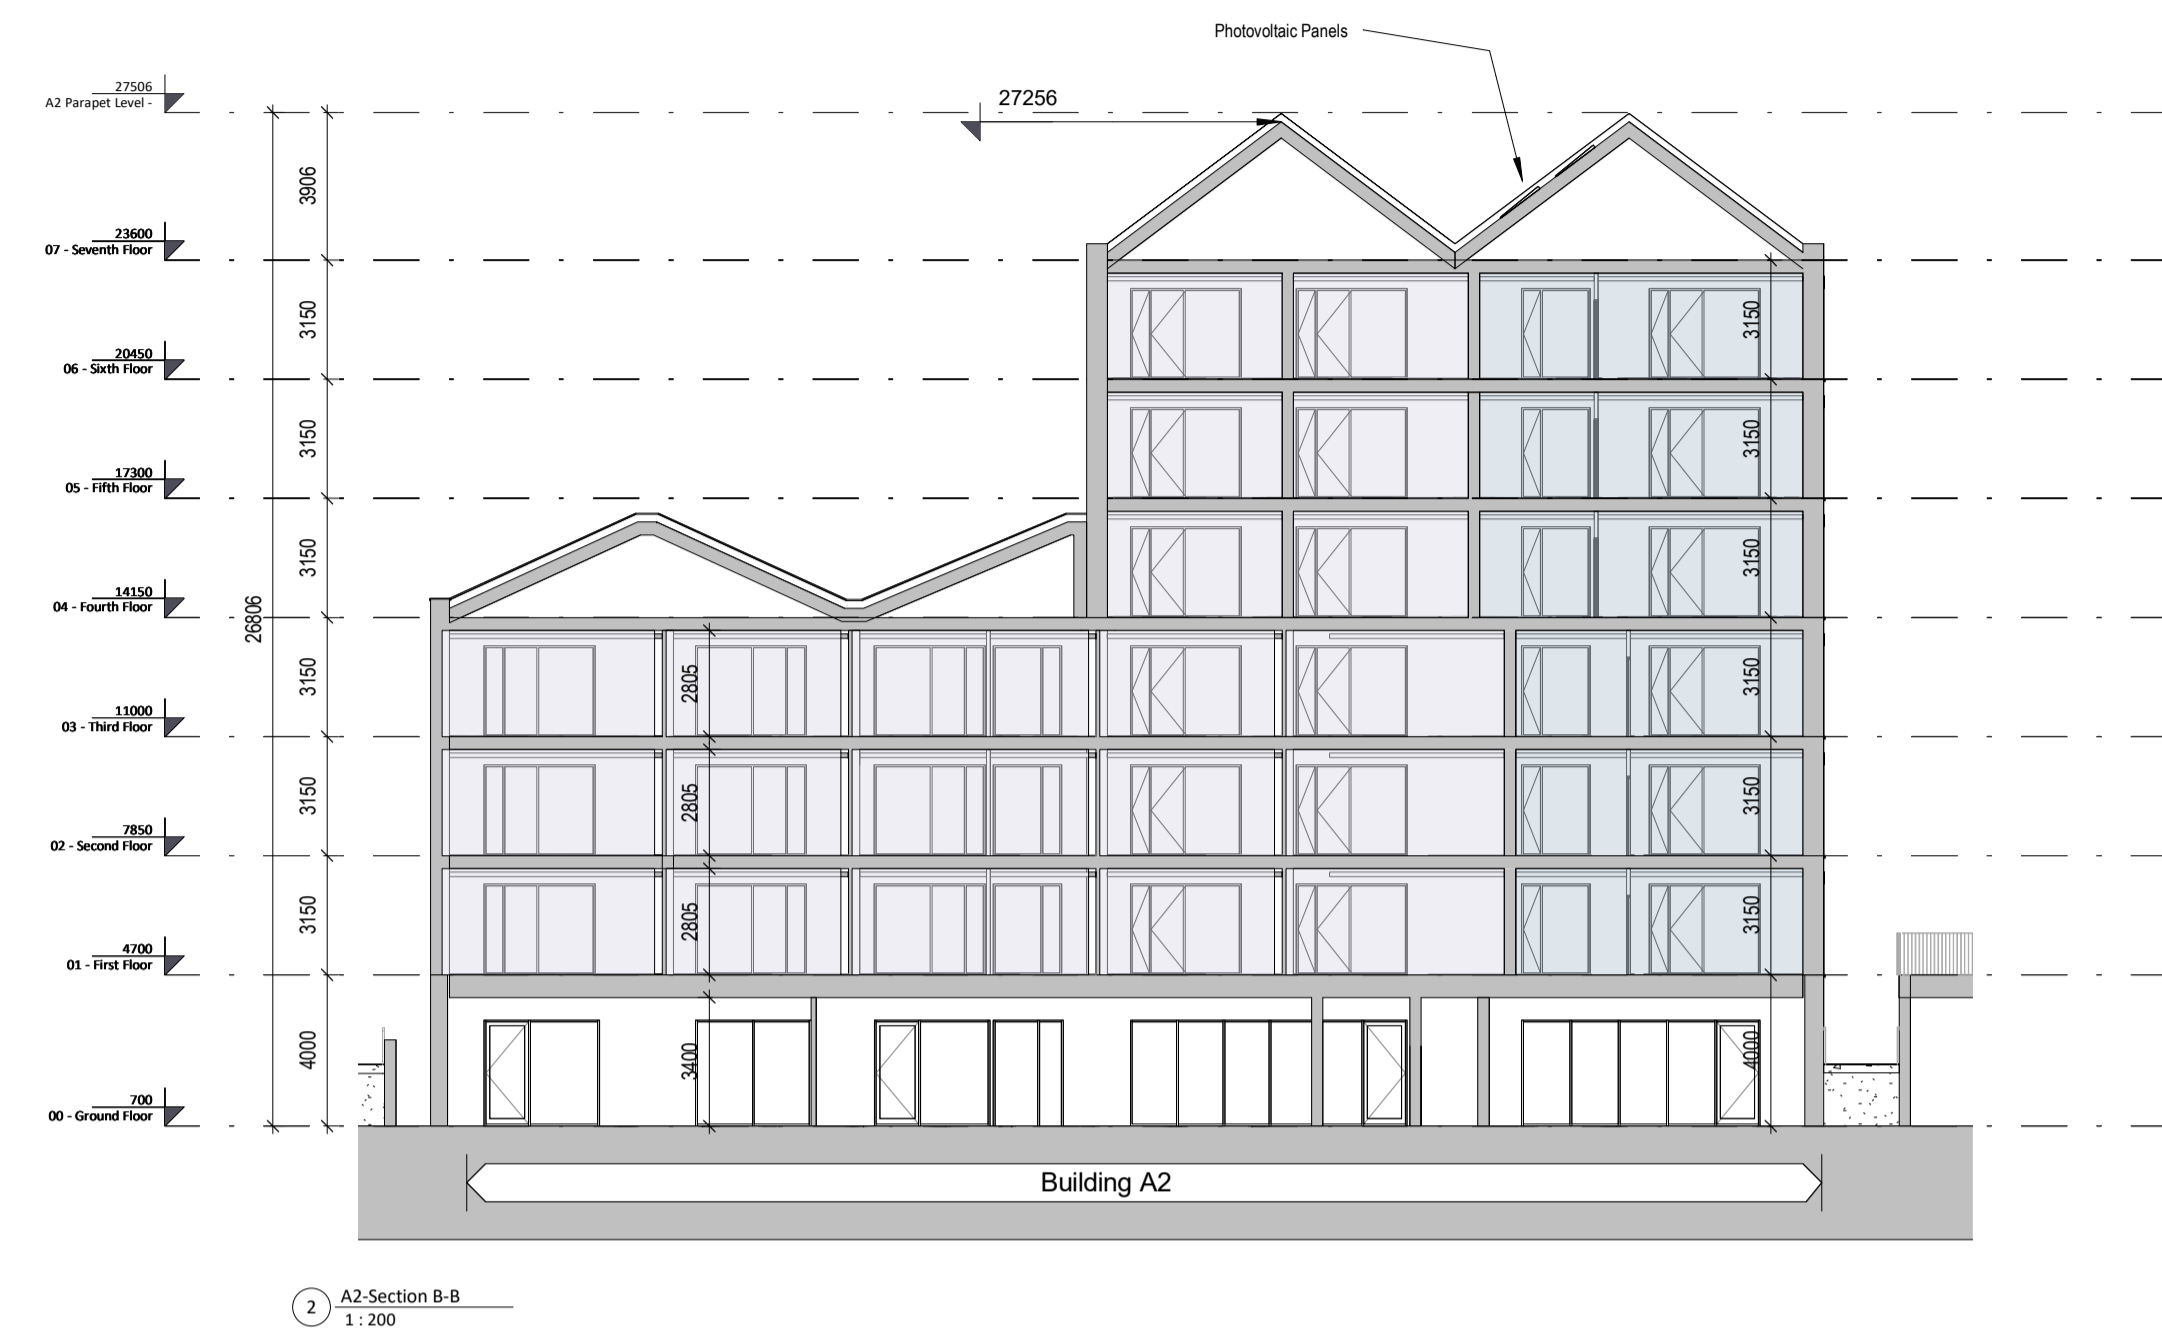 Photovoltaic Panels
27506
A2 Parapet Level -
27256
3906
23600
07 - Seventh Floor
3150
3150
20450
06 - Sixth Floor
3150
3150
17300
05 - Fifth Floor
3150
3150
14150
04 - Fourth Floor
26806
3150
2805
3150
11000
03 - Third Floor
3150
2805
3150
7850
02 - Second Floor
3150
2805
3150
4700
01 - First Floor
4000
3400
4000
700
00 - Ground Floor
Building A2
2
A2-Section B-B
1 : 200